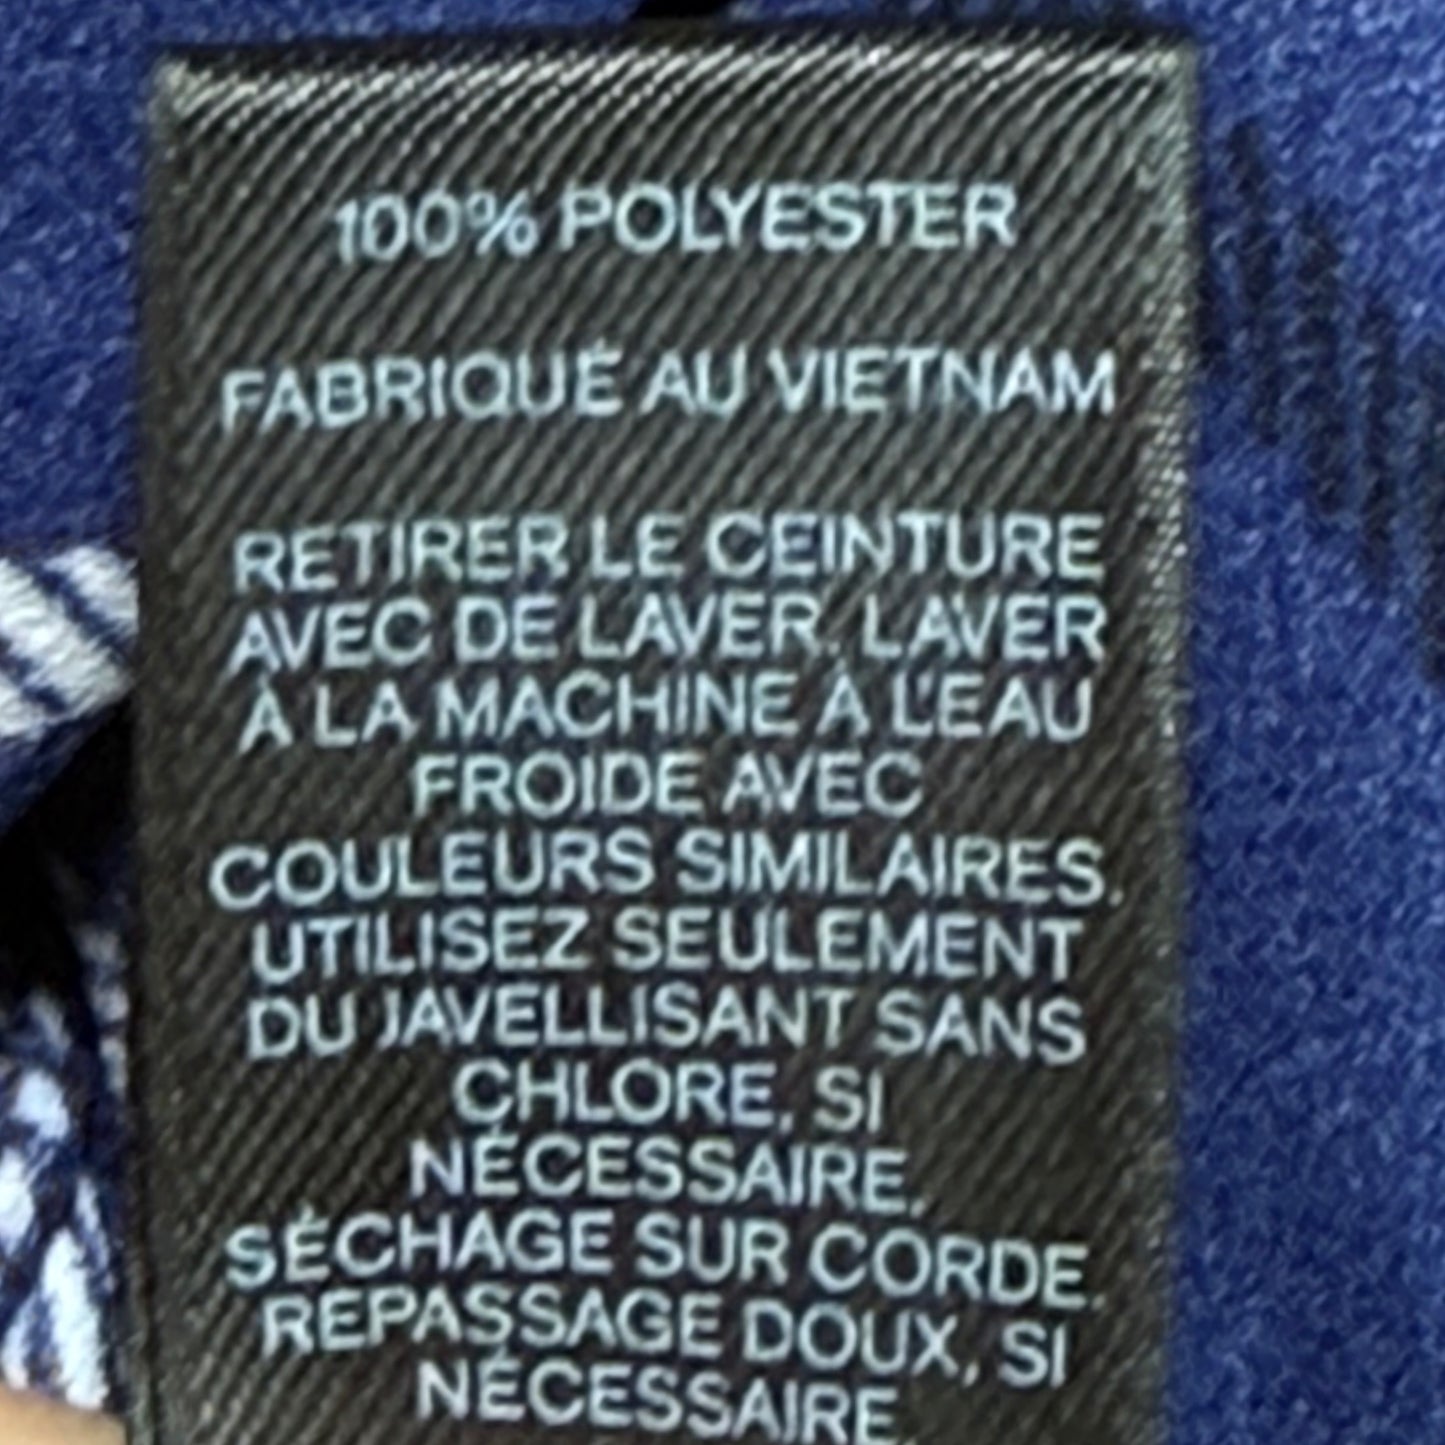 100% POLYESTER
FABRIQUÉ AU VIETNAM
RETIRER LE CEINTURE
AVEC DE LAVER. LAVER
À LA MACHINE À L'EAU
FROIDE AVEC
COULEURS SIMILAIRES.
UTILISEZ SEULEMENT
DU JAVELLISANT SANS
CHLORE, SI
NÉCESSAIRE.
SÉCHAGE SUR CORDE.
REPASSAGE DOUX, SI
NÉCESSAIRE.